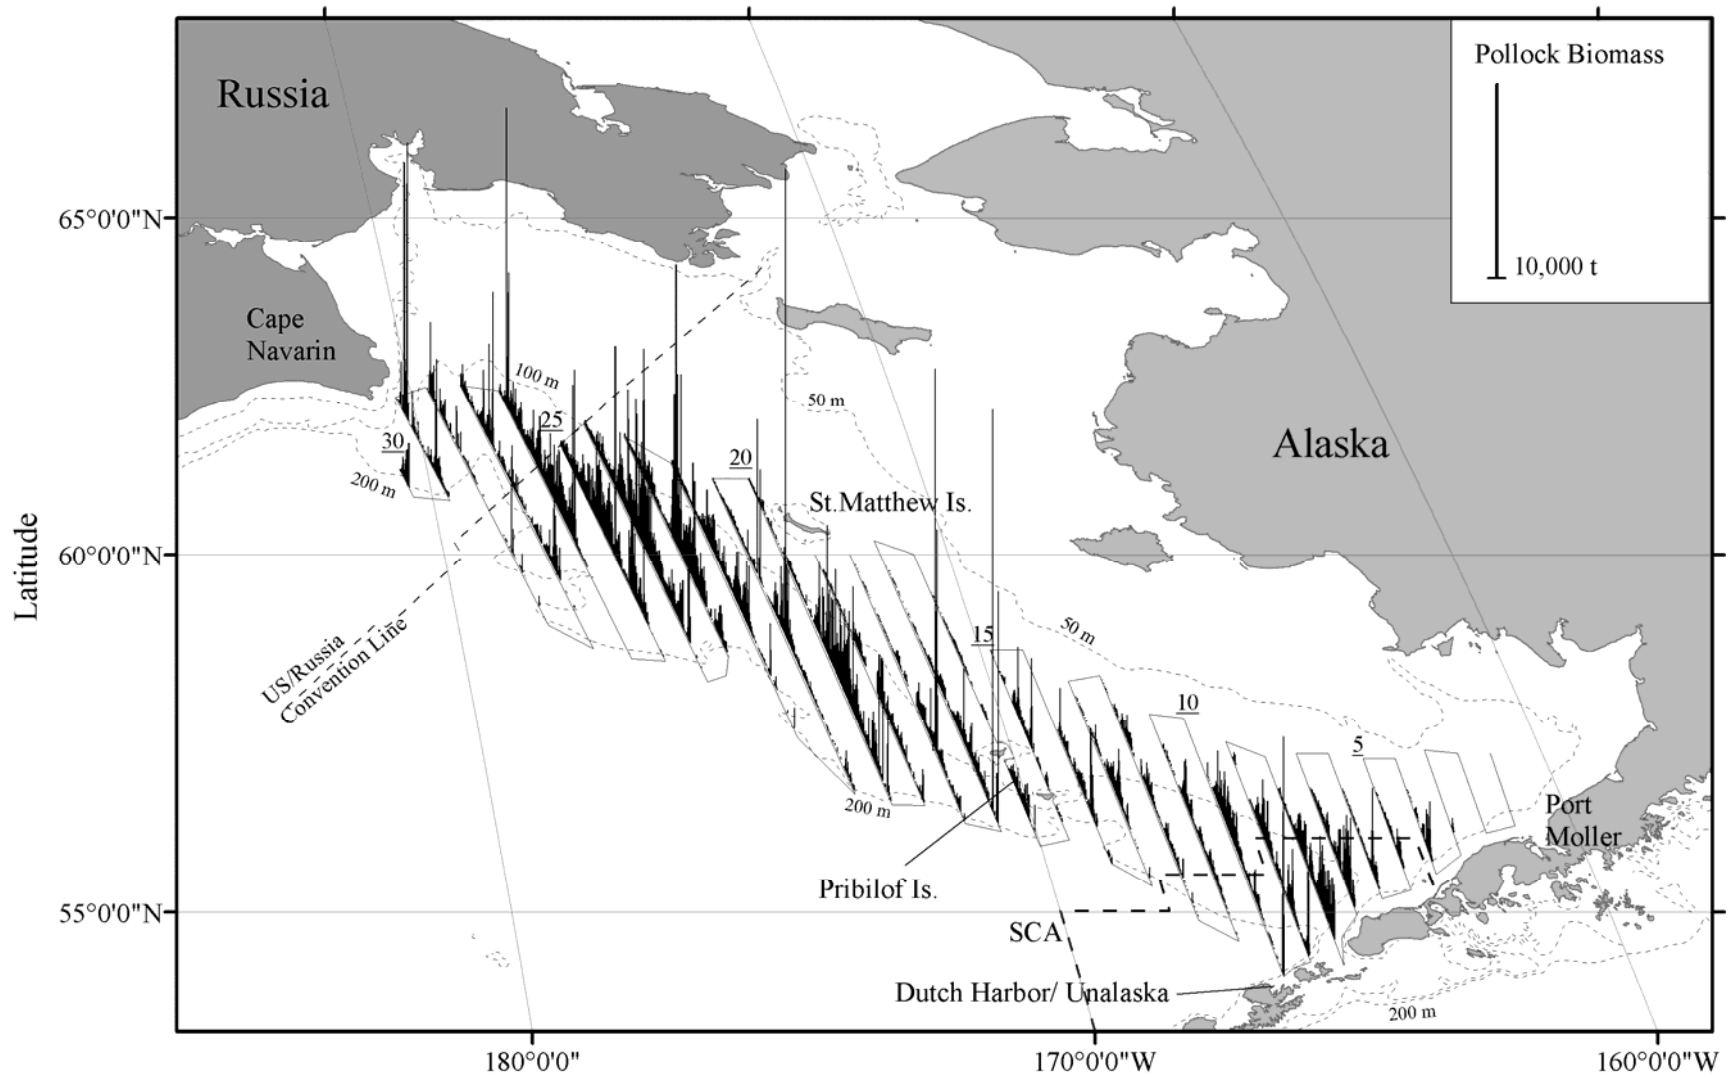 Pollock Biomass
10,000 t
Russia
65°0'0"N
Cape
Navarin
100 m
50 m
25
30
200 m
20
Alaska
St.Matthew Is.
60°0'0"N
Latitude
US/Russia
Convention Line
15
50 m
10
5
200 m
Port
Moller
Pribilof Is.
55°0'0"N
SCA
Dutch Harbor/ Unalaska
200 m
180°0'0"
170°0'0"W
160°0'0"W